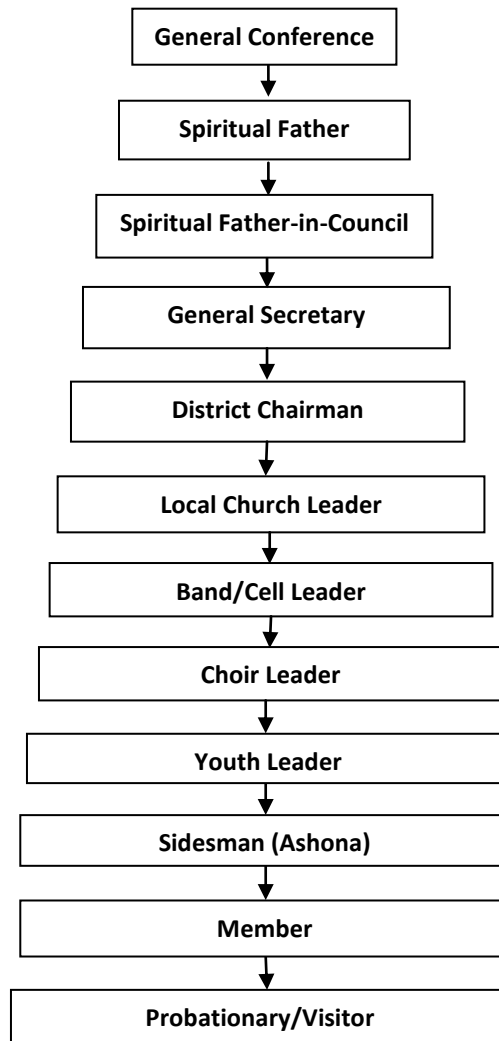 General Conference
Spiritual Father
Spiritual Father-in-Council
General Secretary
District Chairman
Local Church Leader
Band/Cell Leader
Choir Leader
Youth Leader
Sidesman (Ashona)
Member
Probationary/Visitor